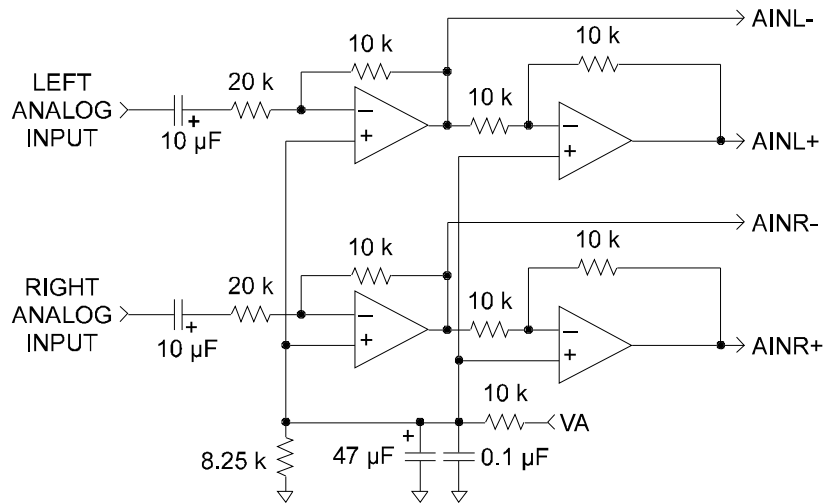 10 k
10 k
AINL-
LEFT
ANALOG
INPUT
20 k
10 k
+
10 µF
−
+
−
+
AINL+
10 k
10 k
AINR-
RIGHT
ANALOG
INPUT
20 k
10 k
+
10 µF
−
+
−
+
AINR+
10 k
VA
8.25 k
+
47 µF
0.1 µF